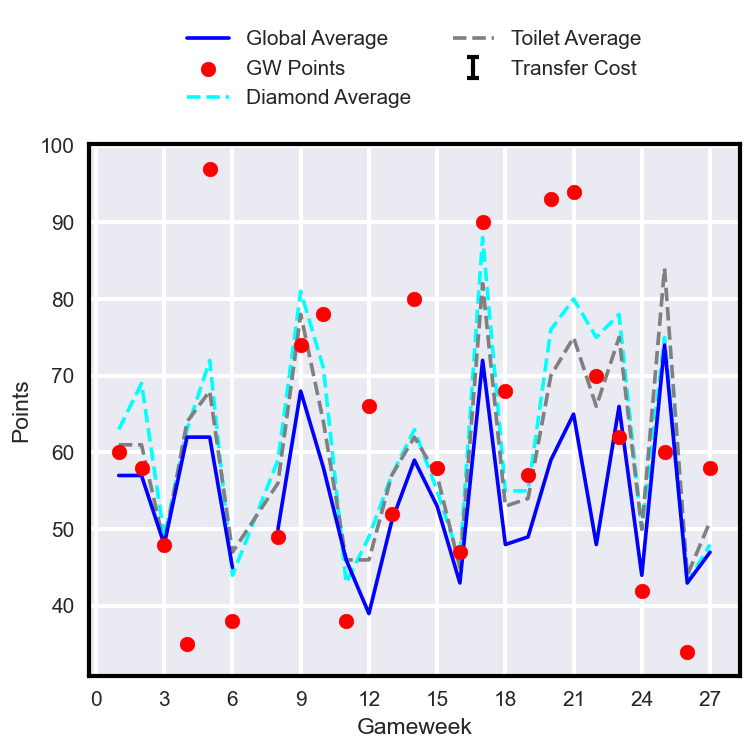 Global Average
GW Points
Diamond Average
Toilet Average
Transfer Cost
100
90
80
70
60
50
40
Points
0 3 6 9 12 15 18 21 24 27
Gameweek